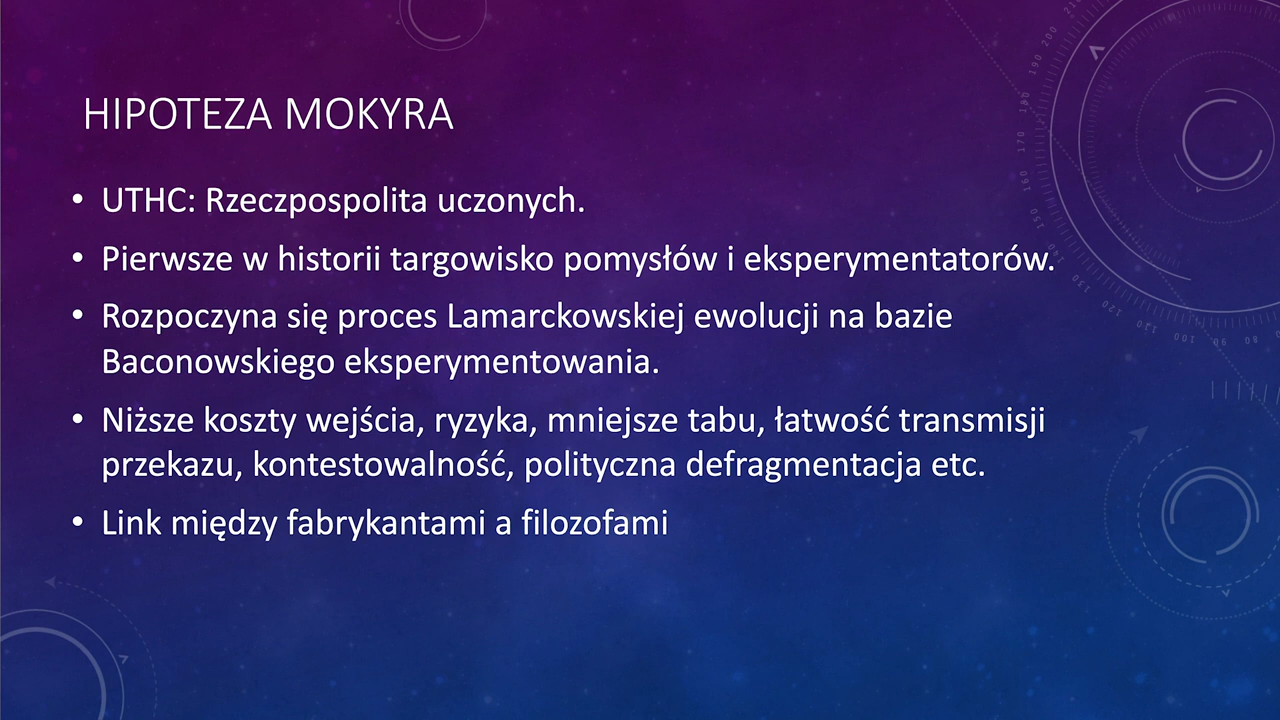 HIPOTEZA MOKYRA
• UTHC: Rzeczpospolita uczonych.
• Pierwsze w historii targowisko pomysłów i eksperymentatorów.
• Rozpoczyna się proces Lamarckowskiej ewolucji na bazie
Baconowskiego eksperymentowania.
• Niższe koszty wejścia, ryzyka, mniejsze tabu, łatwość transmisji
przekazu, kontestowalność, polityczna defragmentacja etc.
• Link między fabrykantami a filozofami